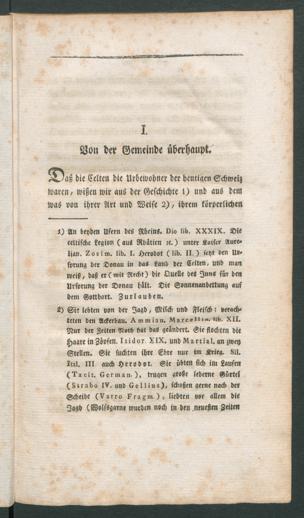 I.
Von der Gemeinde überhaupt.
Daß die Celten die Urbewohner der heutigen Schweiz
waren, wißen wir aus der Geschichte 1) und aus dem
was von ihrer Art und Weise 2), ihrem körperlichen
1) An beyden Ufern des Rheins. Dio lib. XXXIX. Die
celtische Legion (aus Rhätien ꝛc.) unter Kaiser Aure-
lian. Zosim. lib. I. Herodot (lib. II.) setzt den Ur-
sprung der Donau in das Land der Celten, und man
weiß, daß er (mit Recht) die Quelle des Inns für den
Ursprung der Donau hält. Die Sonnenanbettung auf
dem Gotthart. Zurlauben.
2) Sie lebten von der Jagd, Milch und Fleisch: verach-
teten den Ackerbau. Ammian. Marcellin. lib. XII.
Nur der Zeiten Noth hat das geändert. Sie flochten die
Haare in Zöpfen. Isidor. XIX, und Martial. an zwey
Stellen. Sie suchten ihre Ehre nur im Krieg. Sil.
Ital. III auch Herodot. Sie übten sich im Laufen
(Tacit. German.), trugen große lederne Gürtel
(Strabo IV. und Gellius), schoßen gerne nach der
Scheibe (Varro Fragm.), liebten vor allem die
Jagd (Wolfsgarne wurden noch in den neuesten Zeiten